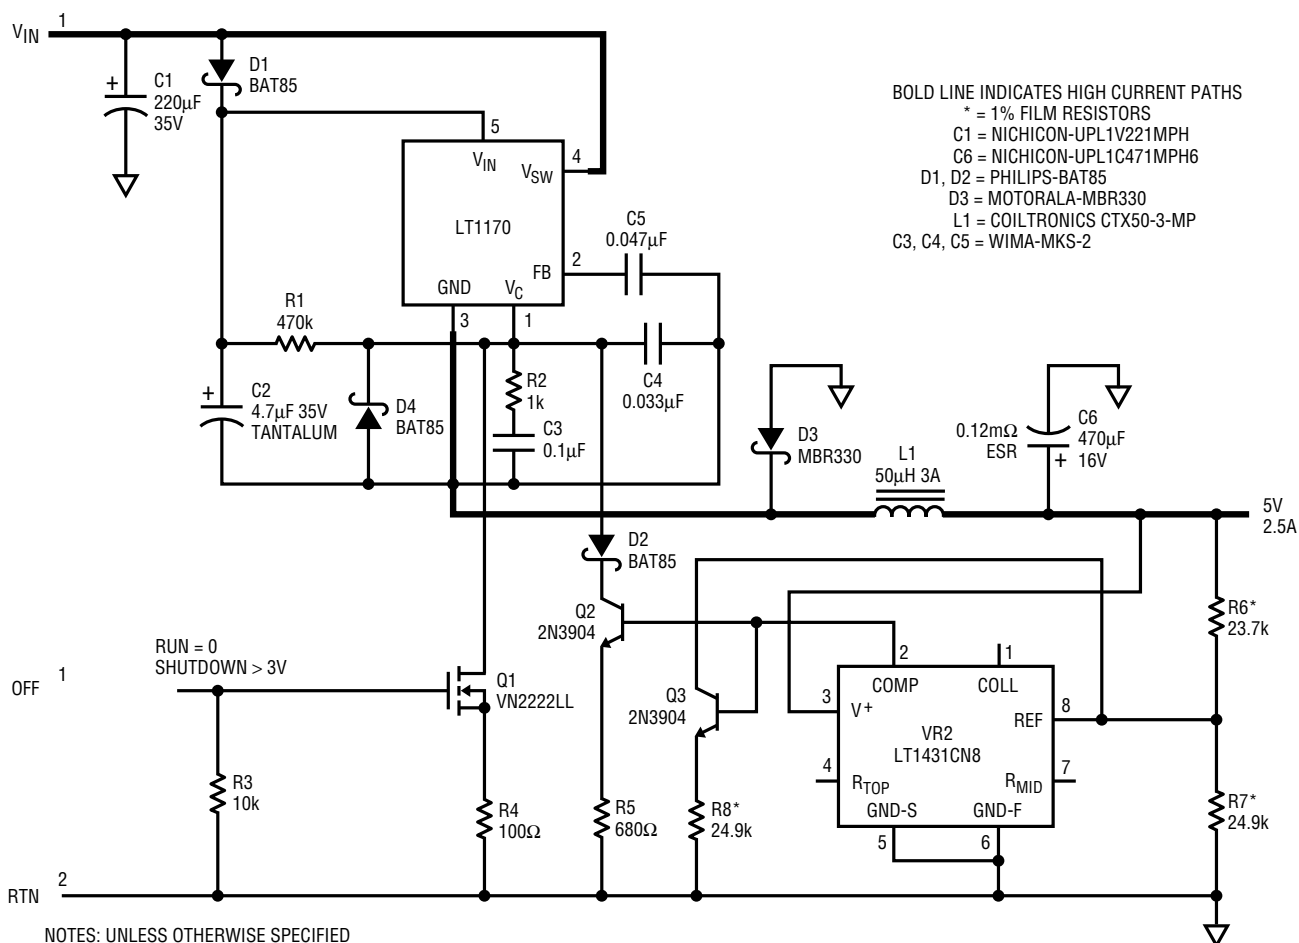 VIN
1
D1
BAT85
C1
220µF
35V
+
5
VIN
4
VSW
LT1170
C5
0.047µF
2
FB
GND
VC
3
1
BOLD LINE INDICATES HIGH CURRENT PATHS
* = 1% FILM RESISTORS
C1 = NICHICON-UPL1V221MPH
C6 = NICHICON-UPL1C471MPH6
D1, D2 = PHILIPS-BAT85
D3 = MOTORALA-MBR330
L1 = COILTRONICS CTX50-3-MP
C3, C4, C5 = WIMA-MKS-2
R1
470k
+
C2
4.7µF 35V
TANTALUM
D4
BAT85
R2
1k
C3
0.1µF
C4
0.033µF
D3
MBR330
L1
50µH 3A
0.12mΩ
ESR
C6
470µF
16V
+
5V
2.5A
D2
BAT85
Q2
2N3904
R6*
23.7k
RUN = 0
SHUTDOWN > 3V
OFF
1
Q1
VN2222LL
Q3
2N3904
2
1
COMP
COLL
3
V+
8
REF
VR2
LT1431CN8
4
RTOP
7
RMID
GND-S
GND-F
5
6
R3
10k
R4
100Ω
R5
680Ω
R8*
24.9k
R7*
24.9k
RTN
2
NOTES: UNLESS OTHERWISE SPECIFIED